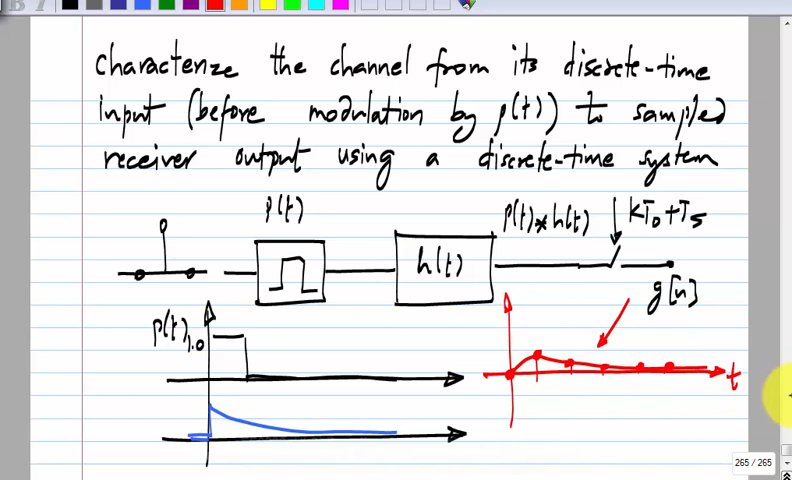 Characterize the channel from its discrete-time
input (before modulation by p(t)) to sampled
receiver output using a discrete-time system
p(t)
p(t)*h(t)
kT₀+Tₛ
h(t)
g[n]
p(t)
1.0
t
265 / 265